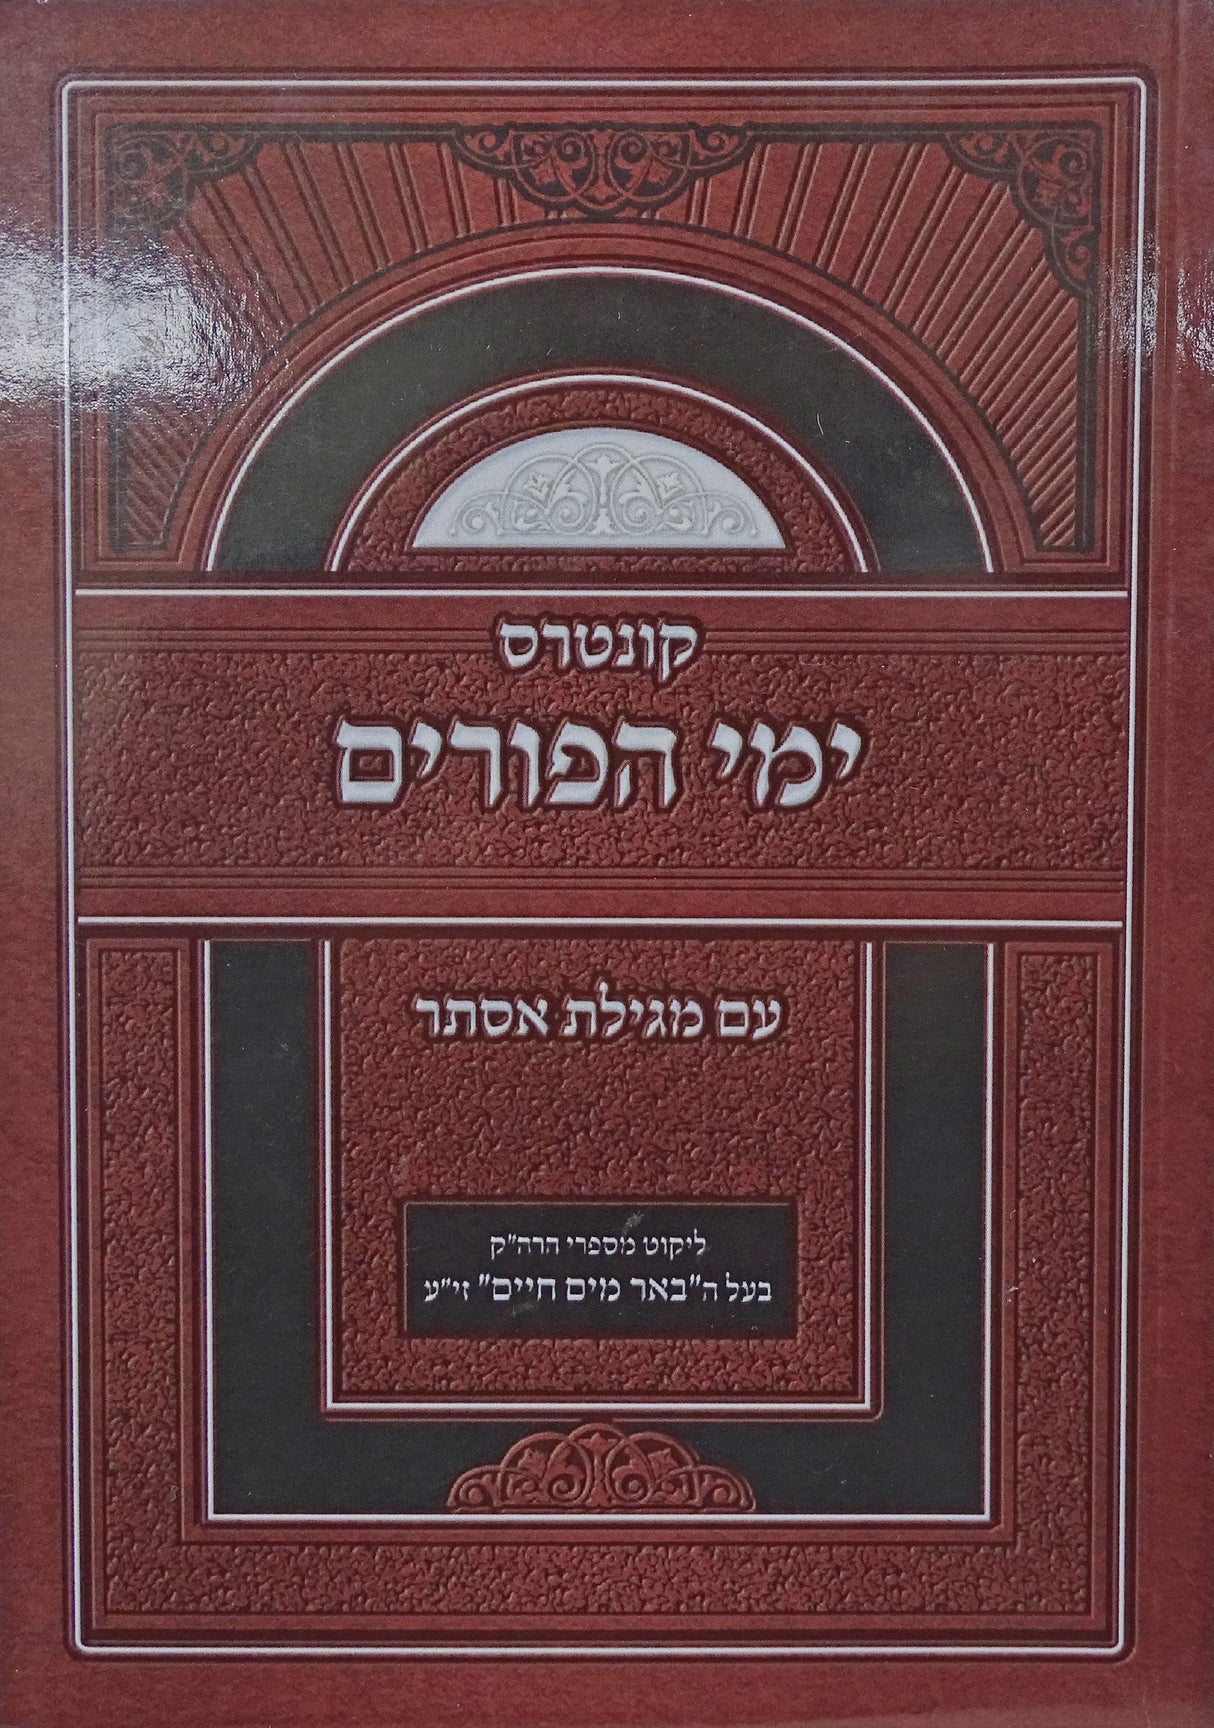 קונטרס
ימי הפורים
עם מגילת אסתר
ליקוט מספרי הרה"ק
בעל ה"באר מים חיים" זי"ע